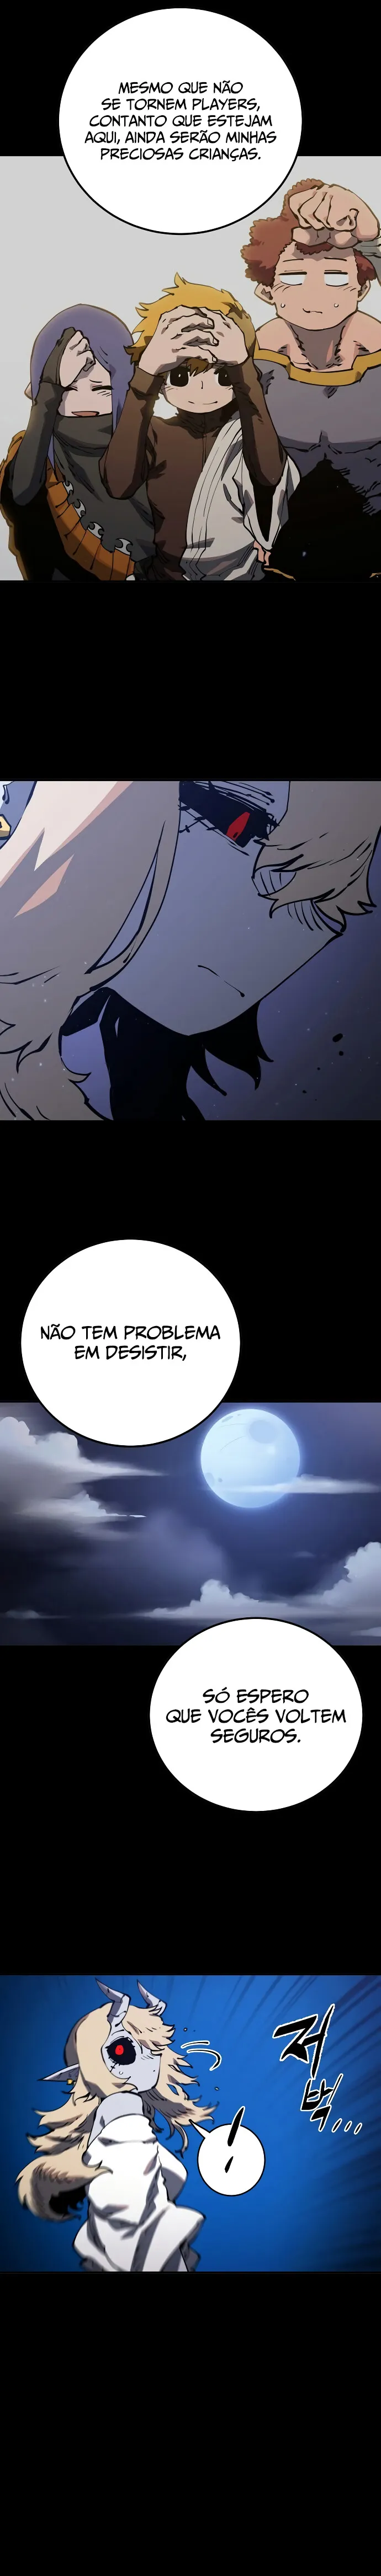 MESMO QUE NÃO
SE TORNEM PLAYERS,
CONTANTO QUE ESTEJAM
AQUI, AINDA SERÃO MINHAS
PRECIOSAS CRIANÇAS.
NÃO TEM PROBLEMA
EM DESISTIR,
SÓ ESPERO
QUE VOCÊS VOLTEM
SEGUROS.
저
벅...
!